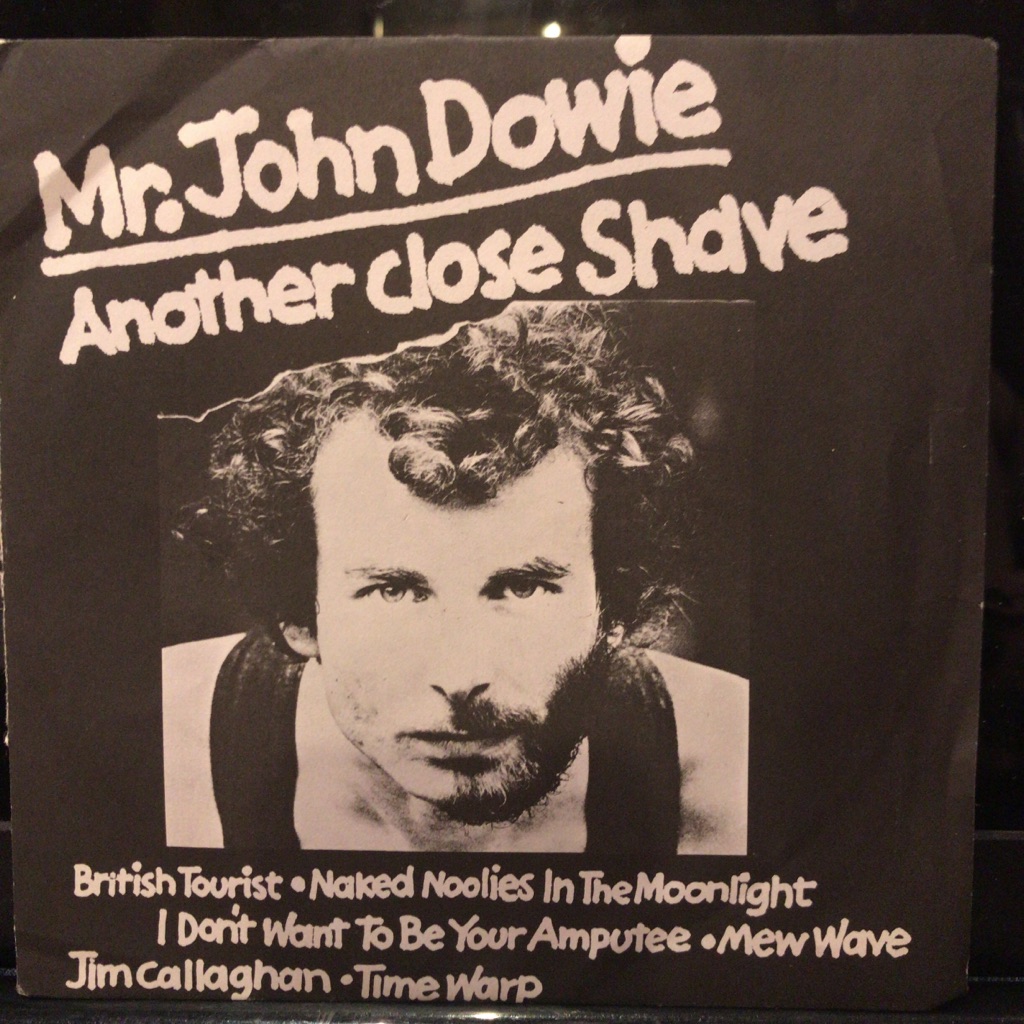 Mr. John Dowie
Another close Shave
British Tourist • Naked Noolies In The Moonlight
I Don't Want To Be Your Amputee • Mew Wave
Jim Callaghan • Time Warp